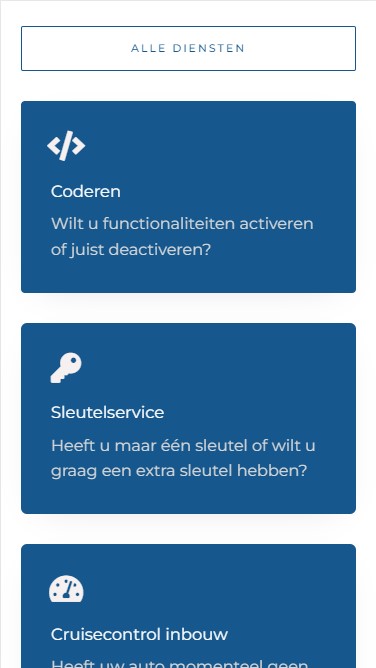 ALLE DIENSTEN
Coderen
Wilt u functionaliteiten activeren
of juist deactiveren?
Sleutelservice
Heeft u maar één sleutel of wilt u
graag een extra sleutel hebben?
Cruisecontrol inbouw
Heeft uw auto momenteel geen